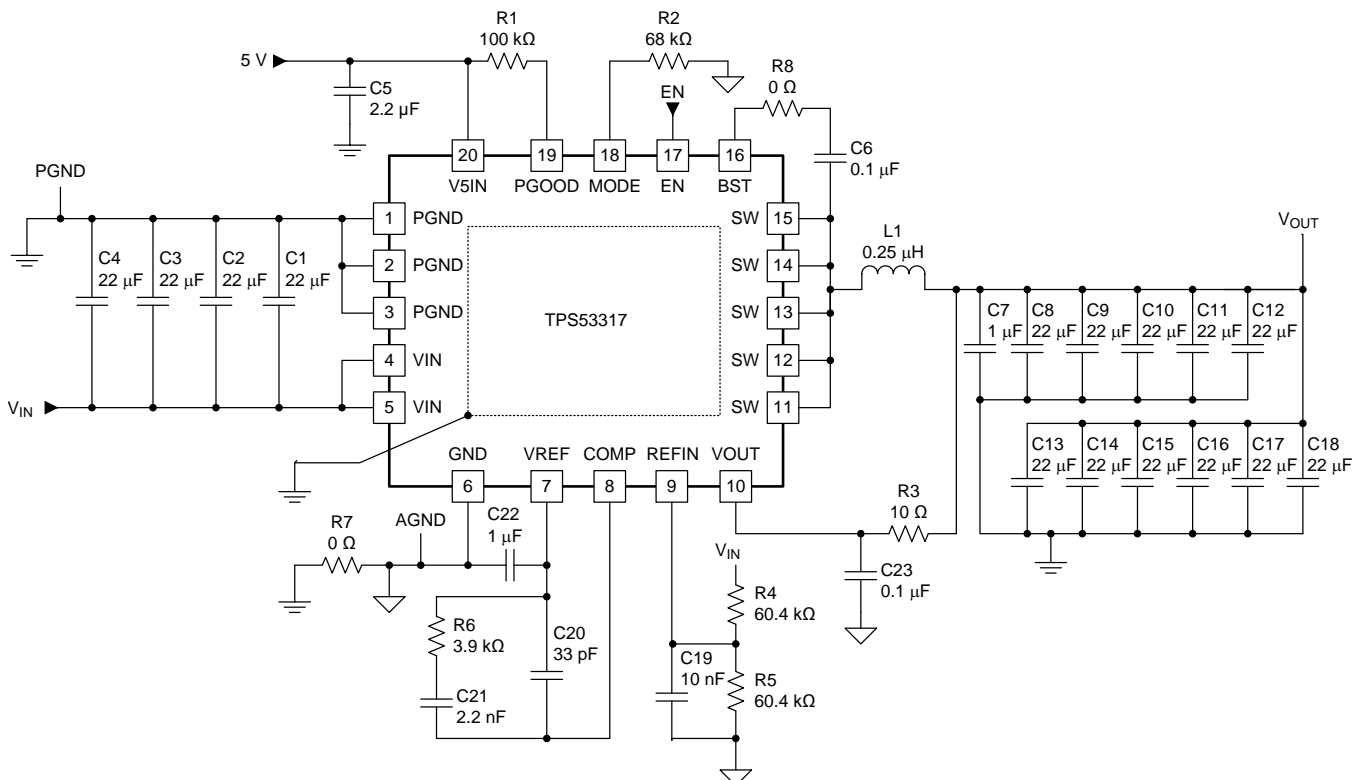 R1
100 kΩ
R2
68 kΩ
5 V
R8
0 Ω
C5
2.2 µF
EN
C6
0.1 µF
20
19
18
17
16
V5IN
PGOOD
MODE
EN
BST
PGND
1
PGND
2
PGND
3
PGND
4
VIN
5
VIN
C4
22 µF
C3
22 µF
C2
22 µF
C1
22 µF
VIN
TPS53317
SW
15
SW
14
SW
13
SW
12
SW
11
L1
0.25 µH
VOUT
C7
1 µF
C8
22 µF
C9
22 µF
C10
22 µF
C11
22 µF
C12
22 µF
C13
22 µF
C14
22 µF
C15
22 µF
C16
22 µF
C17
22 µF
C18
22 µF
GND
VREF
COMP
REFIN
VOUT
6
7
8
9
10
R3
10 Ω
C23
0.1 µF
R7
0 Ω
AGND
C22
1 µF
VIN
R4
60.4 kΩ
R6
3.9 kΩ
C20
33 pF
C21
2.2 nF
C19
10 nF
R5
60.4 kΩ